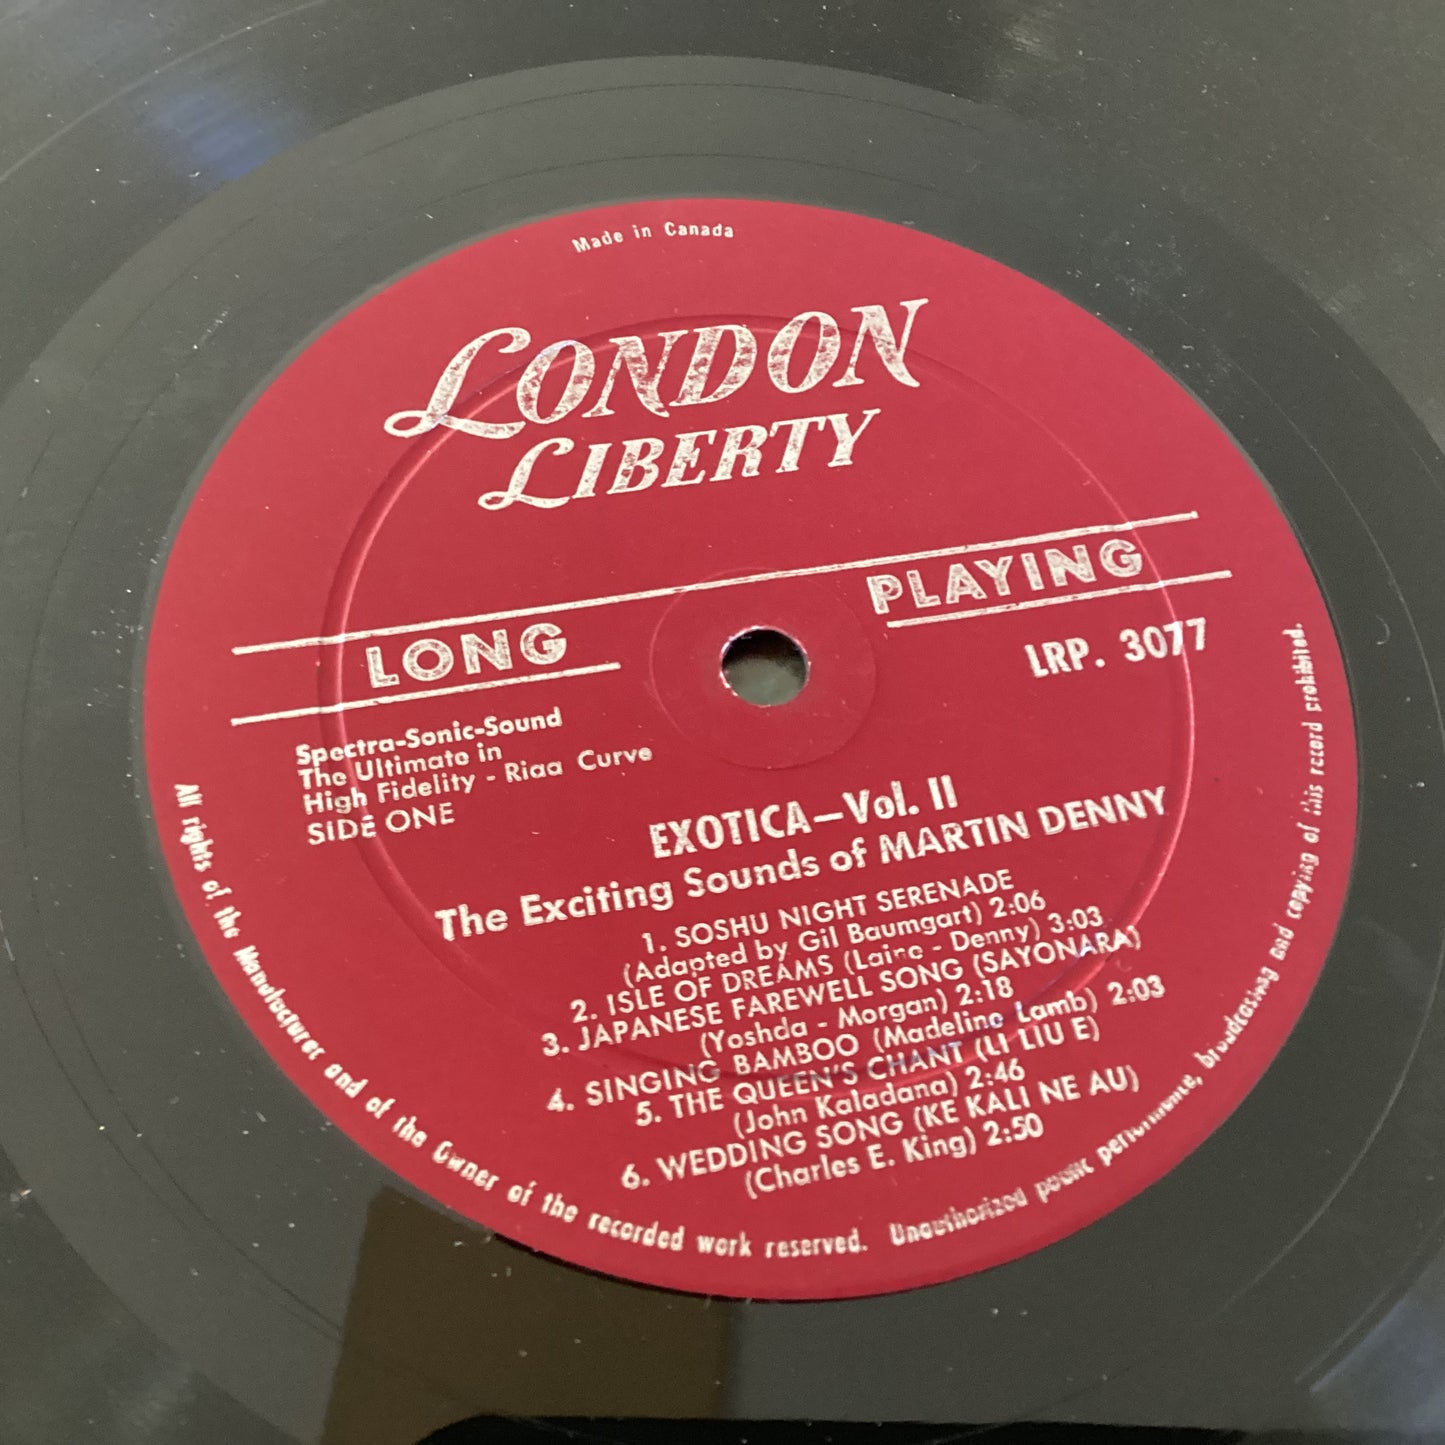 Made in Canada
LONDON
LIBERTY
LONG PLAYING
LRP. 3077
Spectra-Sonic-Sound
The Ultimate in
High Fidelity - Riaa Curve
SIDE ONE
EXOTICA—Vol. II
The Exciting Sounds of MARTIN DENNY
1. SOSHU NIGHT SERENADE
(Adapted by Gil Baumgart) 2:06
2. ISLE OF DREAMS (Laine - Denny) 3:03
3. JAPANESE FAREWELL SONG (SAYONARA)
(Yoshda - Morgan) 2:18
4. SINGING BAMBOO (Madeline Lamb) 2:03
5. THE QUEEN'S CHANT (LI LIU E)
(John Kaladana) 2:46
6. WEDDING SONG (KE KALI NE AU)
(Charles E. King) 2:50
All rights of the Manufacturer and of the Owner of the recorded work reserved. Unauthorized public performance, broadcasting and copying of this record prohibited.